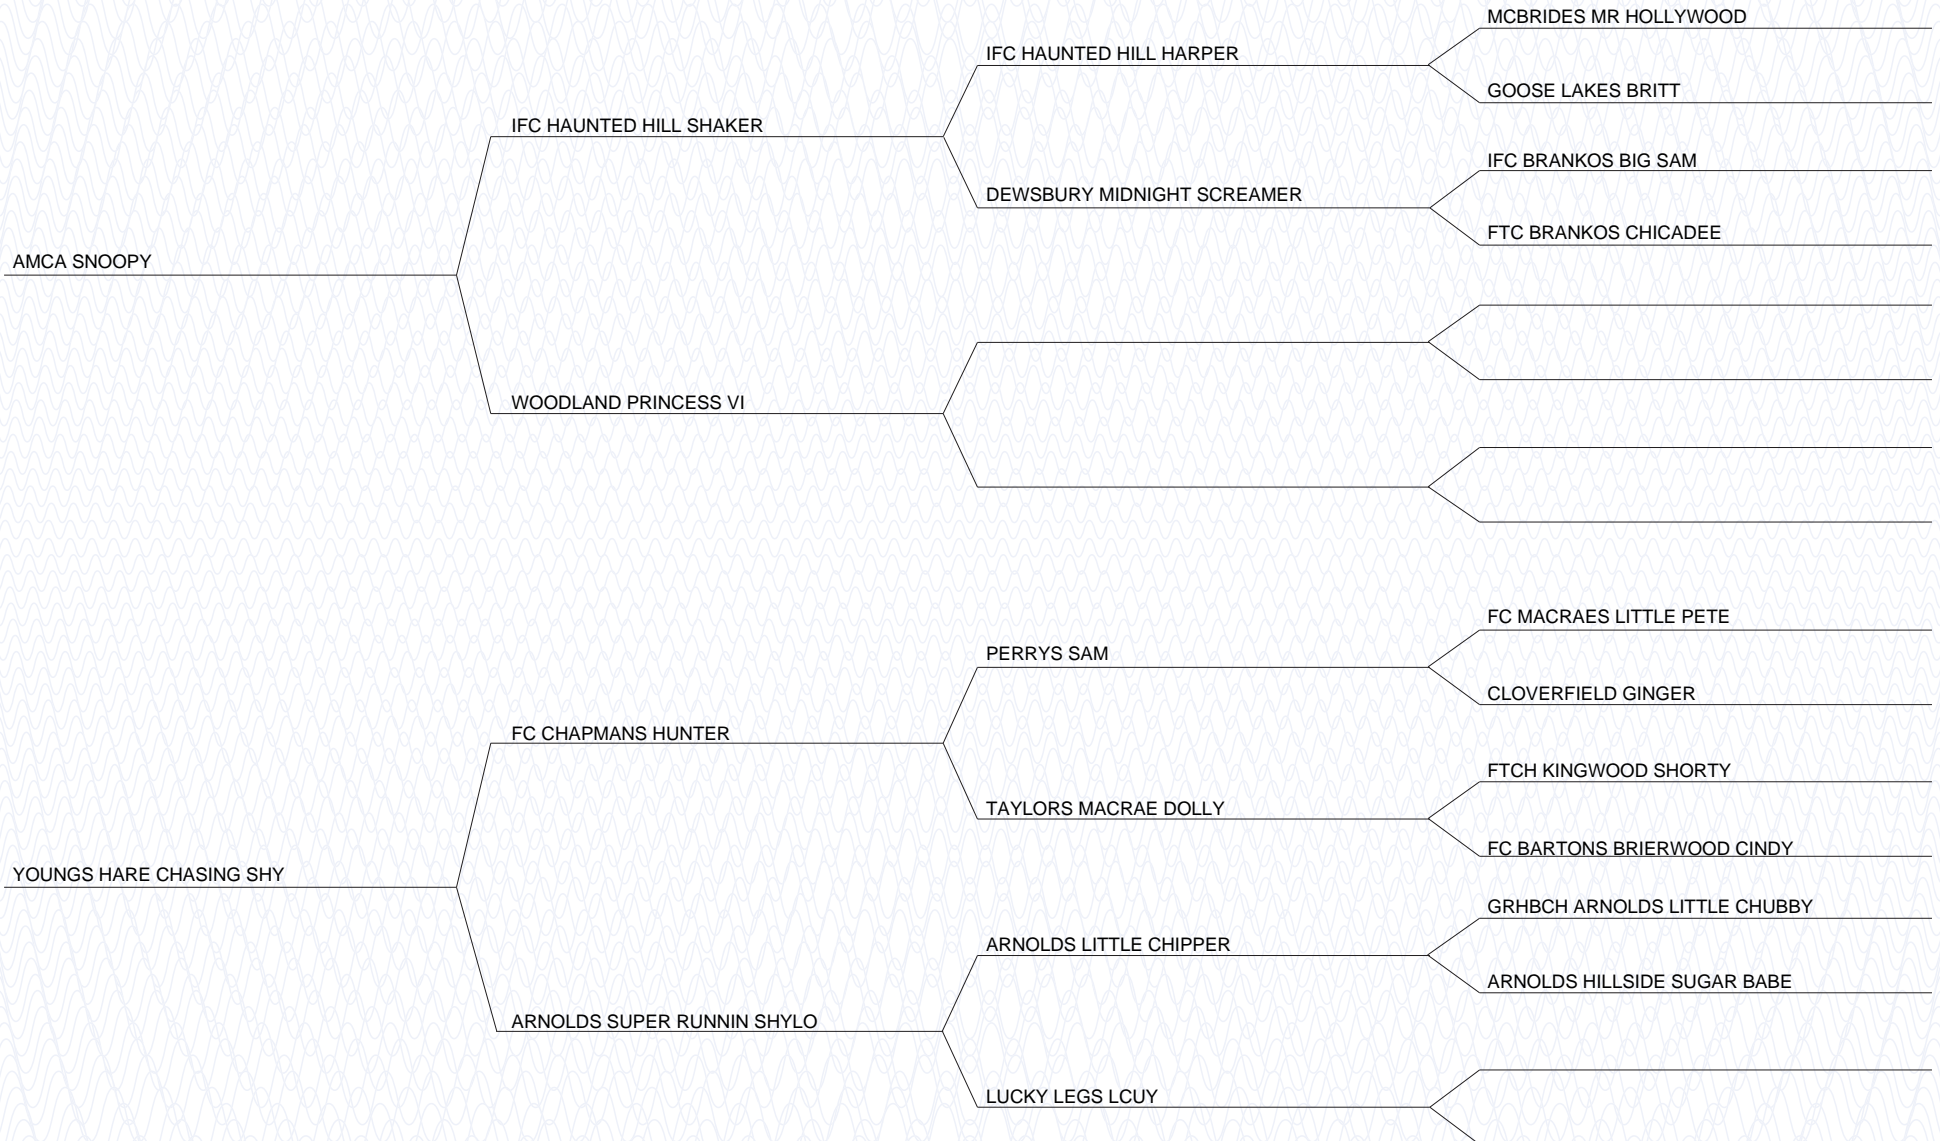 MCBRIDES MR HOLLYWOOD
IFC HAUNTED HILL HARPER
GOOSE LAKES BRITT
IFC HAUNTED HILL SHAKER
IFC BRANKOS BIG SAM
DEWSBURY MIDNIGHT SCREAMER
FTC BRANKOS CHICADEE
AMCA SNOOPY
WOODLAND PRINCESS VI
FC MACRAES LITTLE PETE
PERRYS SAM
CLOVERFIELD GINGER
FC CHAPMANS HUNTER
FTCH KINGWOOD SHORTY
TAYLORS MACRAE DOLLY
FC BARTONS BRIERWOOD CINDY
YOUNGS HARE CHASING SHY
GRHBCH ARNOLDS LITTLE CHUBBY
ARNOLDS LITTLE CHIPPER
ARNOLDS HILLSIDE SUGAR BABE
ARNOLDS SUPER RUNNIN SHYLO
LUCKY LEGS LCUY